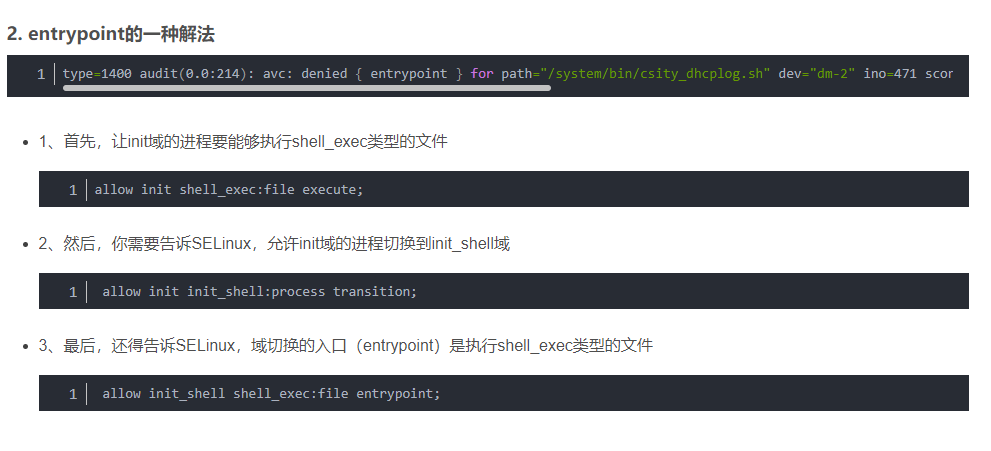 2. entrypoint的一种解法
1 type=1400 audit(0.0:214): avc: denied { entrypoint } for path="/system/bin/csity_dhcplog.sh" dev="dm-2" ino=471 scon
1、首先，让init域的进程要能够执行shell_exec类型的文件
1 allow init shell_exec:file execute;
2、然后，你需要告诉SELinux，允许init域的进程切换到init_shell域
1 allow init init_shell:process transition;
3、最后，还得告诉SELinux，域切换的入口（entrypoint）是执行shell_exec类型的文件
1 allow init_shell shell_exec:file entrypoint;